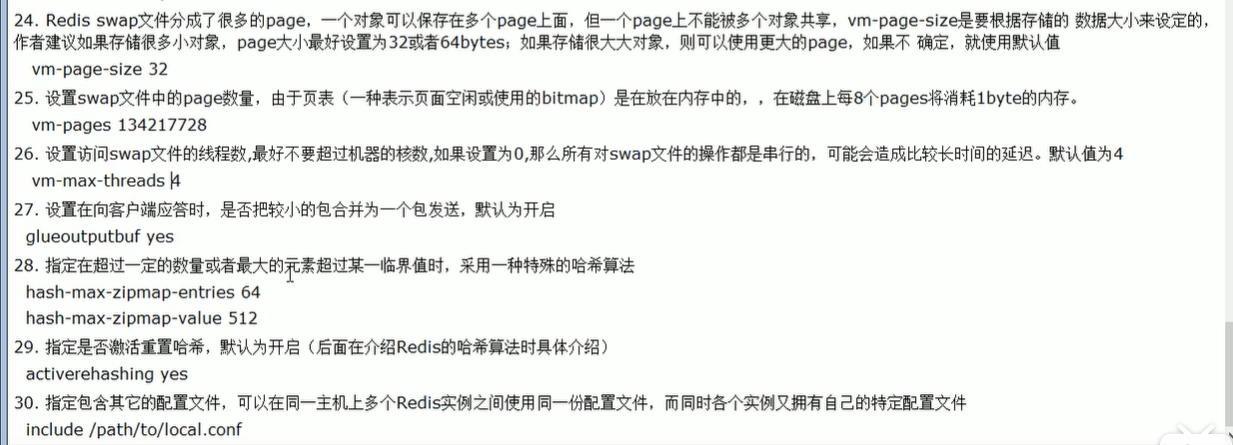 24. Redis swap文件分成了很多的page，一个对象可以保存在多个page上面，但一个page上不能被多个对象共享，vm-page-size是要根据存储的 数据大小来设定的，
作者建议如果存储很多小对象，page大小最好设置为32或者64bytes；如果存储很大大对象，则可以使用更大的page，如果不 确定，就使用默认值
vm-page-size 32
25. 设置swap文件中的page数量，由于页表（一种表示页面空闲或使用的bitmap）是在放在内存中的，，在磁盘上每8个pages将消耗1byte的内存。
vm-pages 134217728
26. 设置访问swap文件的线程数,最好不要超过机器的核数,如果设置为0,那么所有对swap文件的操作都是串行的，可能会造成比较长时间的延迟。默认值为4
vm-max-threads 4
27. 设置在向客户端应答时，是否把较小的包合并为一个包发送，默认为开启
glueoutputbuf yes
28. 指定在超过一定的数量或者最大的元素超过某一临界值时，采用一种特殊的哈希算法
hash-max-zipmap-entries 64
hash-max-zipmap-value 512
29. 指定是否激活重置哈希，默认为开启（后面在介绍Redis的哈希算法时具体介绍）
activerehashing yes
30. 指定包含其它的配置文件，可以在同一主机上多个Redis实例之间使用同一份配置文件，而同时各个实例又拥有自己的特定配置文件
include /path/to/local.conf